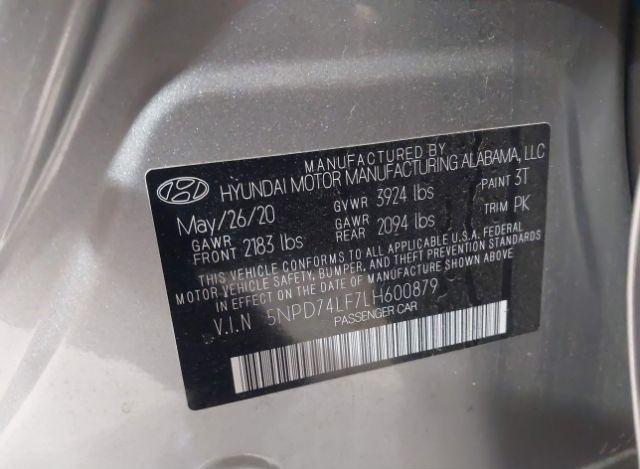 MANUFACTURED BY
HYUNDAI MOTOR MANUFACTURING ALABAMA, LLC
May/26/20 GVWR 3924 lbs PAINT 3T
GAWR FRONT 2183 lbs GAWR REAR 2094 lbs TRIM PK
THIS VEHICLE CONFORMS TO ALL APPLICABLE U.S.A. FEDERAL
MOTOR VEHICLE SAFETY, BUMPER, AND THEFT PREVENTION STANDARDS
IN EFFECT ON THE DATE OF MANUFACTURE SHOWN ABOVE.
V.I.N 5NPD74LF7LH600879
PASSENGER CAR